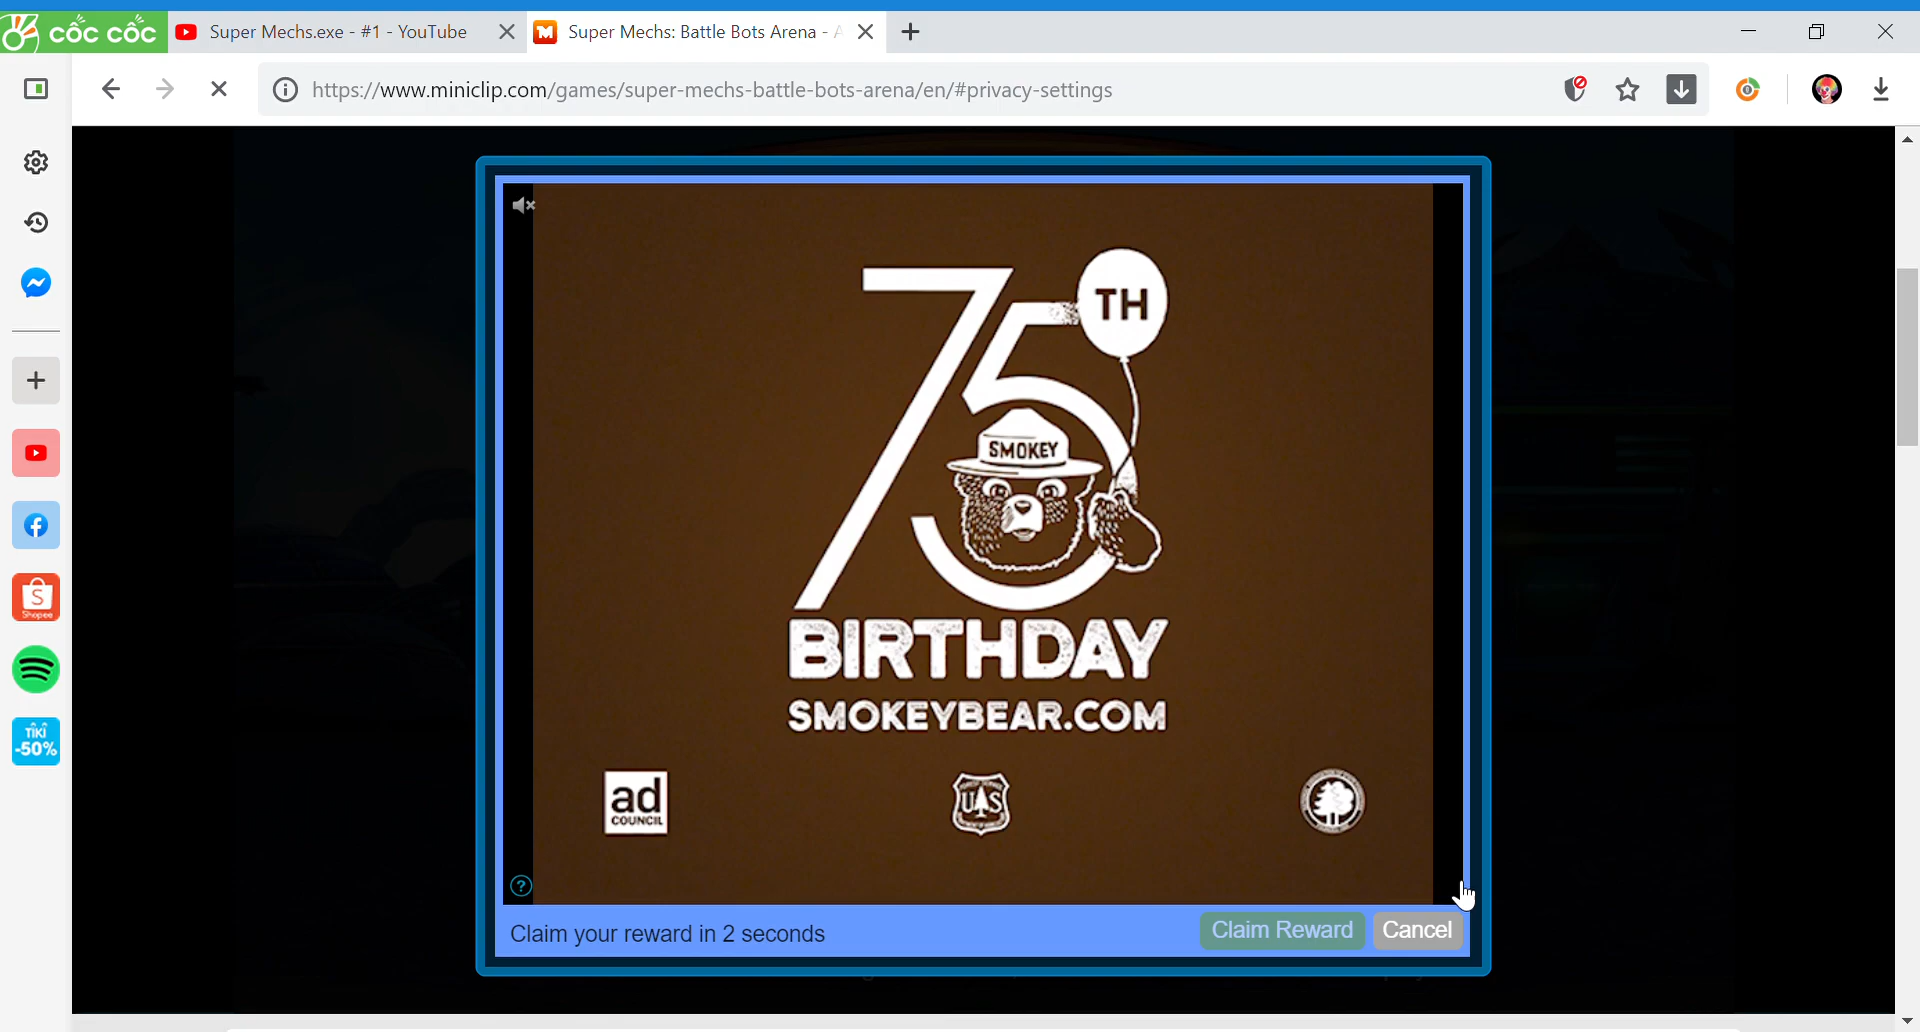 cốc cốc
Super Mechs.exe - #1 - YouTube
Super Mechs: Battle Bots Arena - A
https://www.miniclip.com/games/super-mechs-battle-bots-arena/en/#privacy-settings
75
TH
SMOKEY
BIRTHDAY
SMOKEYBEAR.COM
ad
COUNCIL
U S
Shopee
TIKI
-50%
?
Claim your reward in 2 seconds
Claim Reward
Cancel